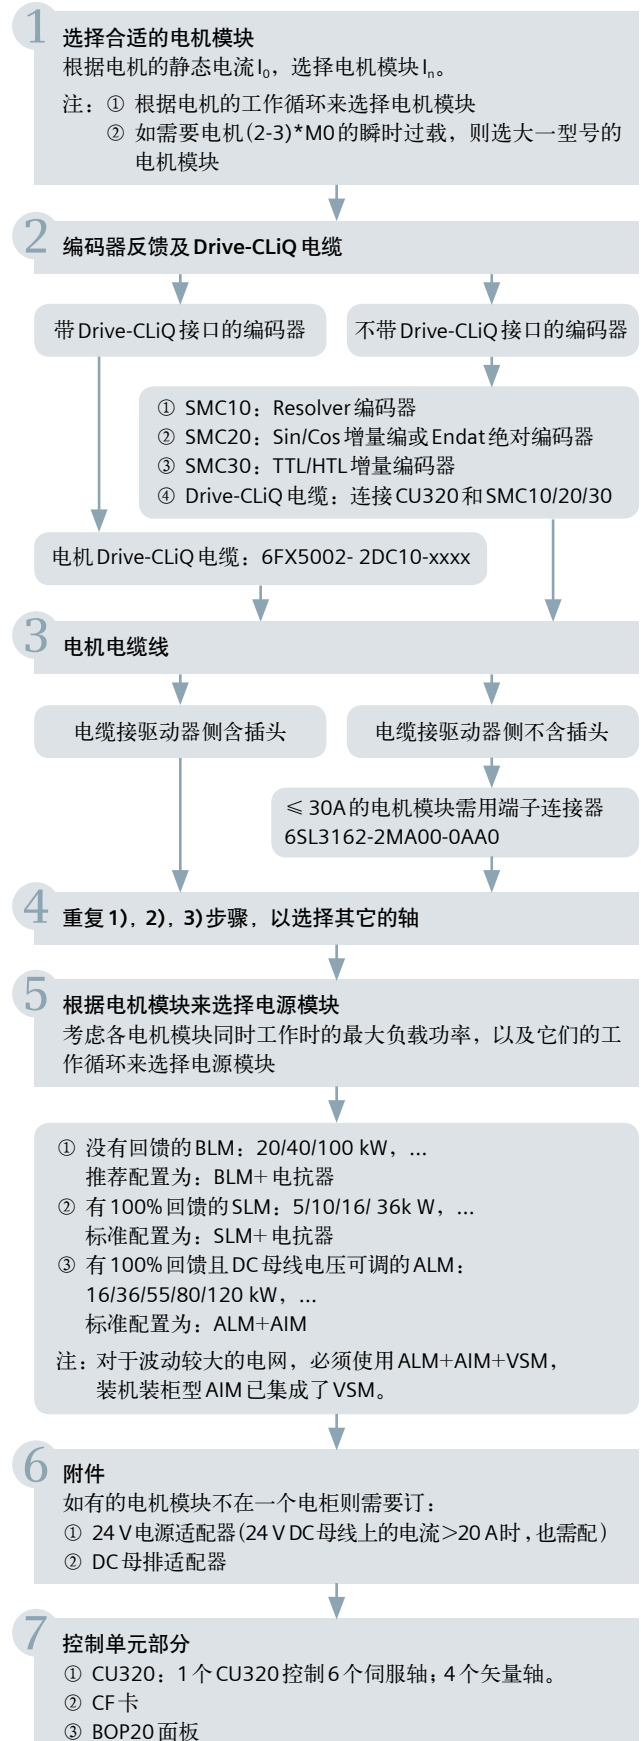 1
选择合适的电机模块
根据电机的静态电流I₀，选择电机模块Iₙ。
注：① 根据电机的工作循环来选择电机模块
② 如需要电机(2-3)*M0的瞬时过载，则选大一型号的
电机模块
2
编码器反馈及Drive-CLiQ电缆
带Drive-CLiQ接口的编码器
不带Drive-CLiQ接口的编码器
① SMC10：Resolver编码器
② SMC20：Sin/Cos增量编或Endat绝对编码器
③ SMC30：TTL/HTL增量编码器
④ Drive-CLiQ电缆：连接CU320和SMC10/20/30
电机Drive-CLiQ电缆：6FX5002- 2DC10-xxxx
3
电机电缆线
电缆接驱动器侧含插头
电缆接驱动器侧不含插头
≤ 30A的电机模块需用端子连接器
6SL3162-2MA00-0AA0
4
重复1)，2)，3)步骤，以选择其它的轴
5
根据电机模块来选择电源模块
考虑各电机模块同时工作时的最大负载功率，以及它们的工
作循环来选择电源模块
① 没有回馈的BLM：20/40/100 kW，...
推荐配置为：BLM+电抗器
② 有100%回馈的SLM：5/10/16/ 36k W，...
标准配置为：SLM+电抗器
③ 有100%回馈且DC母线电压可调的ALM：
16/36/55/80/120 kW，...
标准配置为：ALM+AIM
注：对于波动较大的电网，必须使用ALM+AIM+VSM，
装机装柜型AIM已集成了VSM。
6
附件
如有的电机模块不在一个电柜则需要订：
① 24 V电源适配器(24 V DC母线上的电流>20 A时，也需配)
② DC母排适配器
7
控制单元部分
① CU320：1个CU320控制6个伺服轴；4个矢量轴。
② CF卡
③ BOP20面板